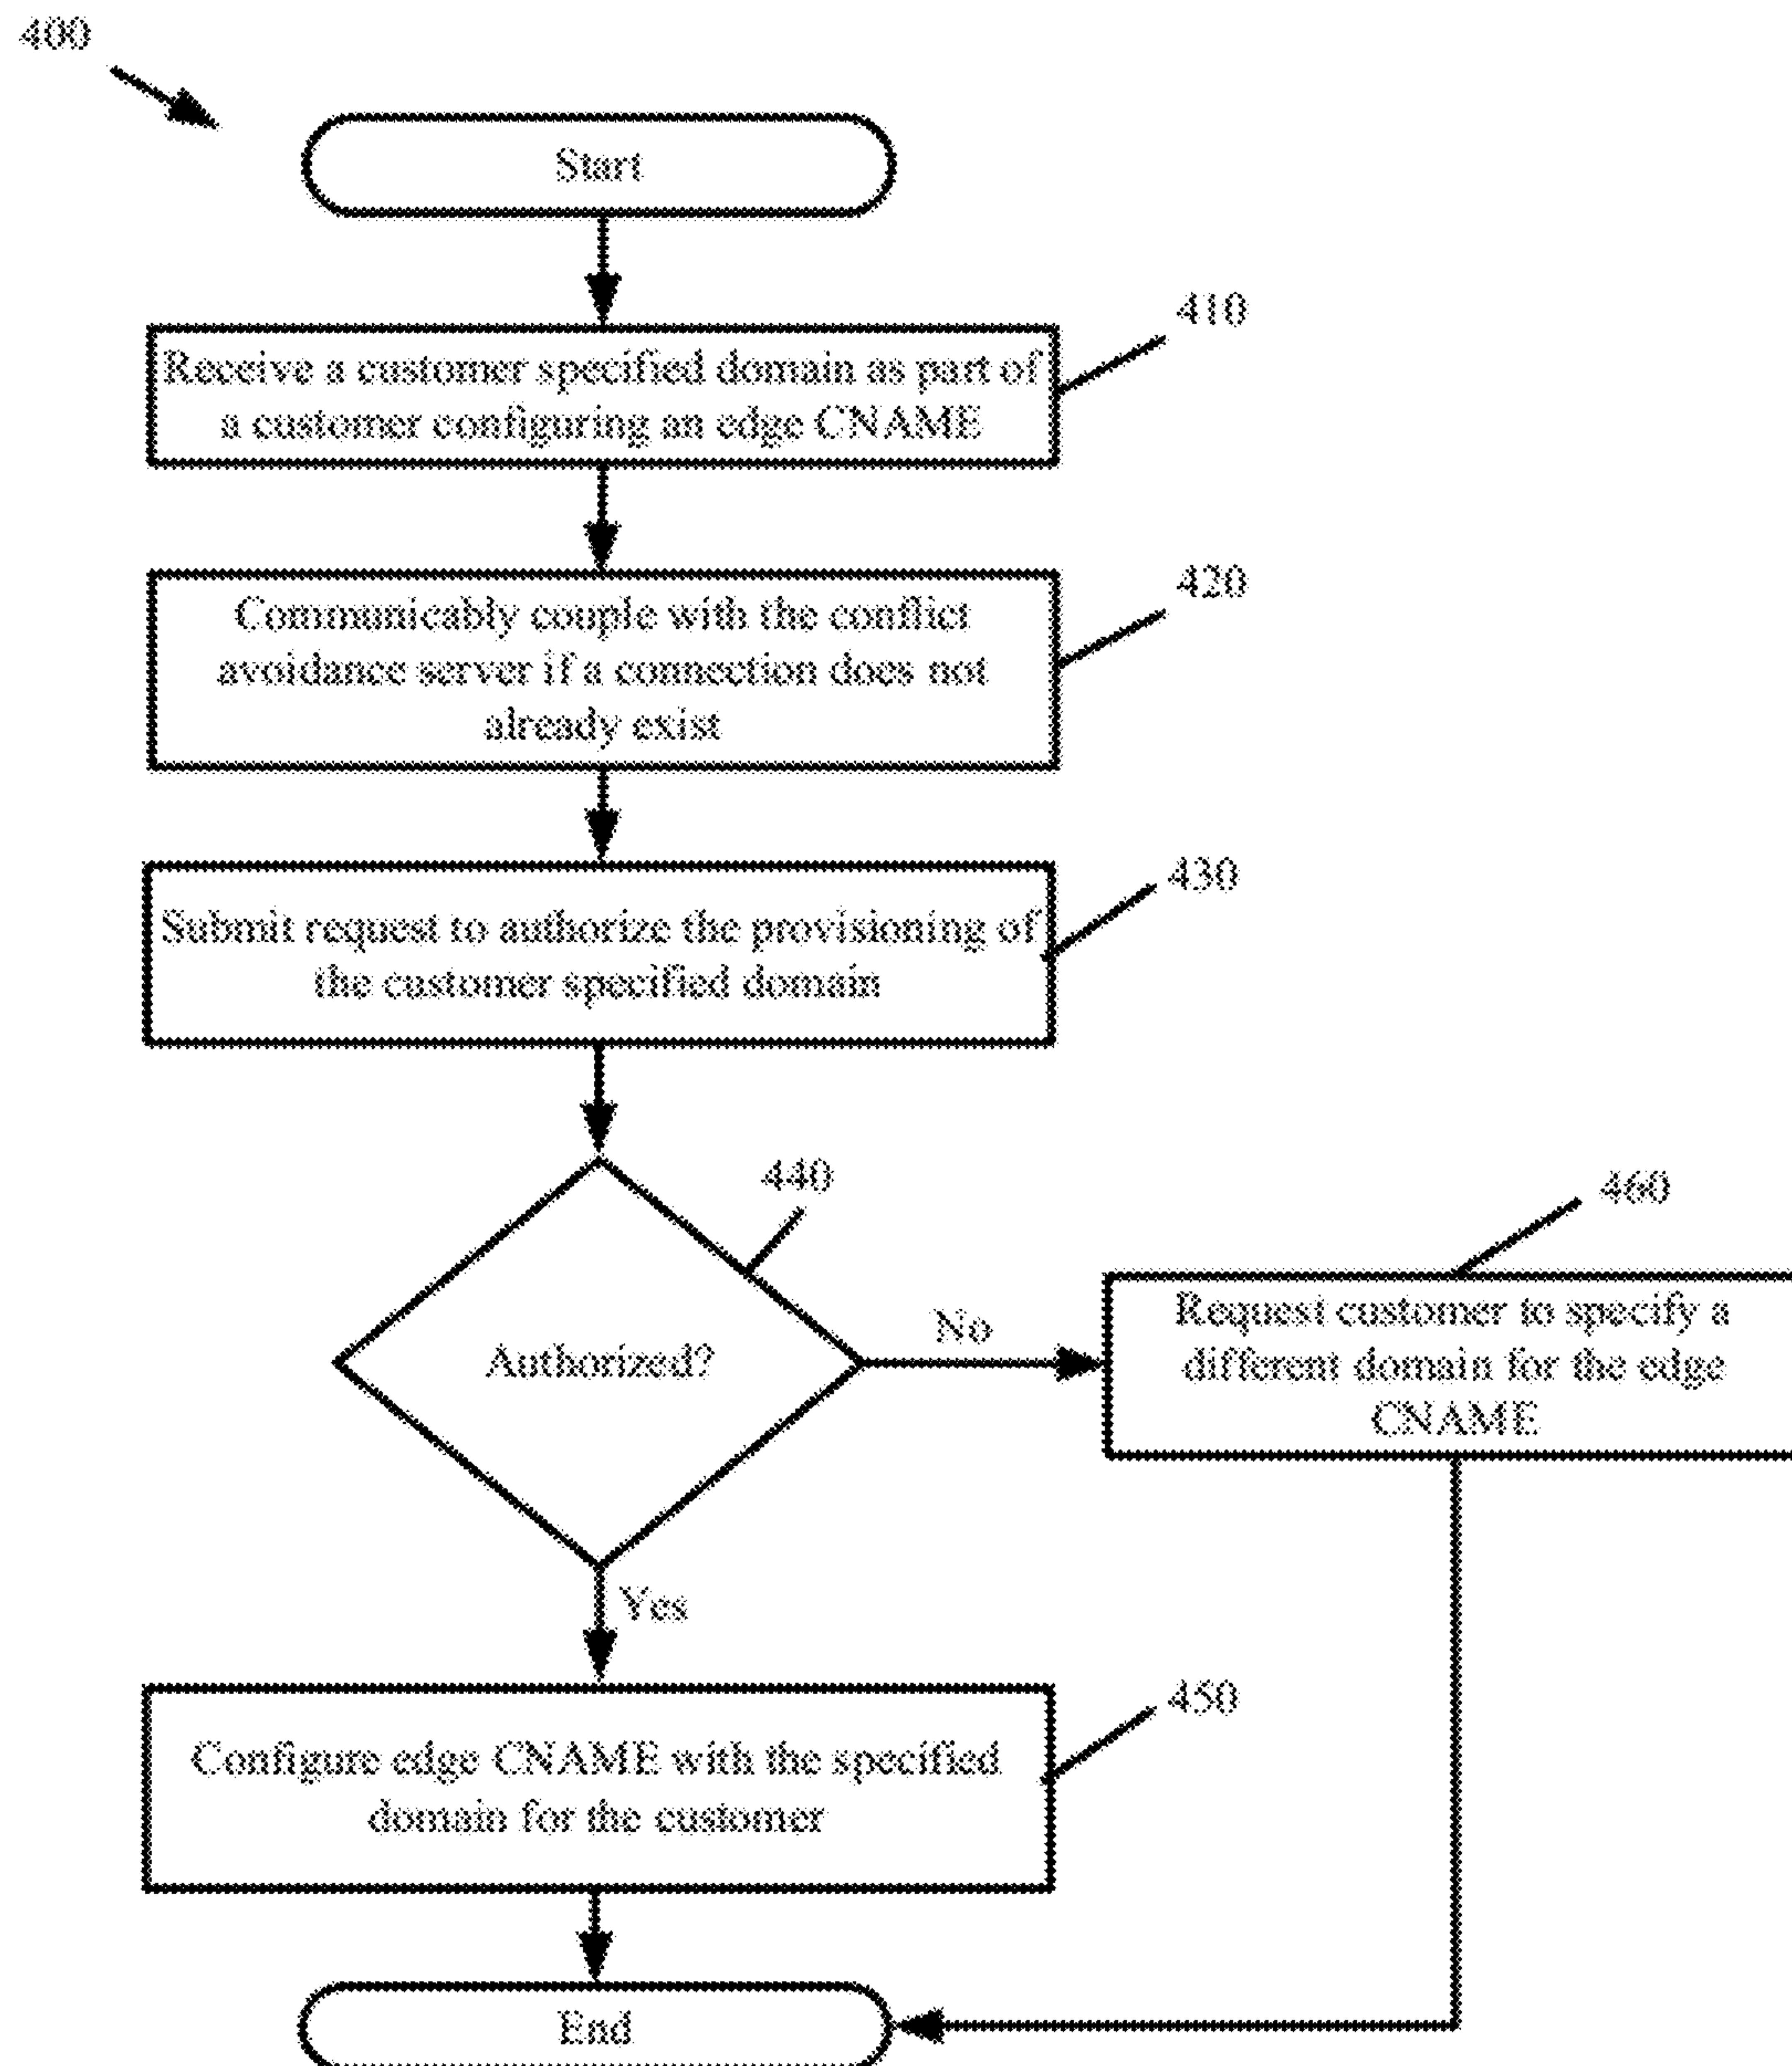 400
Start
410
Receive a customer specified domain as part of
a customer configuring an edge CNAME
420
Communicably couple with the conflict
avoidance server if a connection does not
already exist
430
Submit request to authorize the provisioning of
the customer specified domain
440
Authorized?
No
460
Request customer to specify a
different domain for the edge
CNAME
Yes
450
Configure edge CNAME with the specified
domain for the customer
End